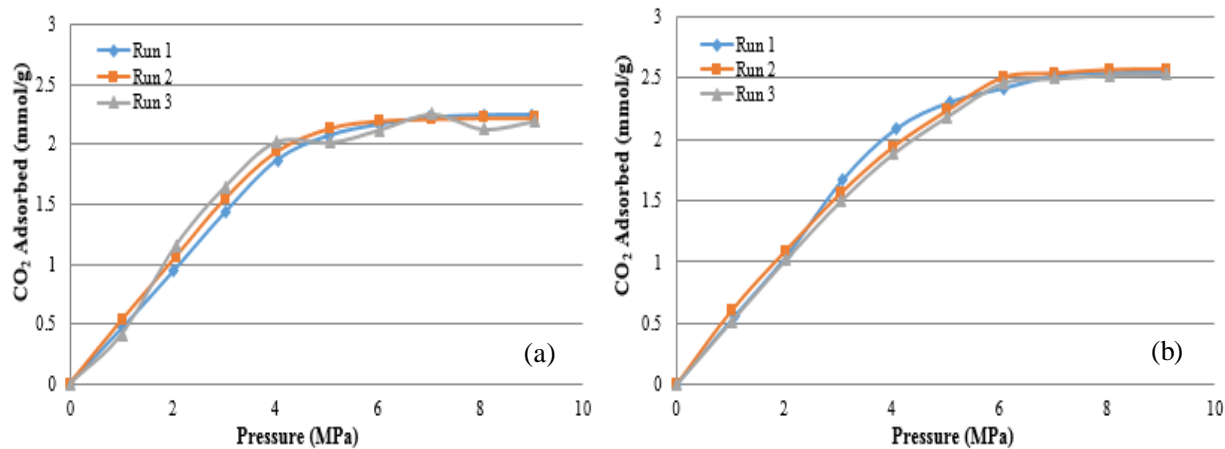 CO₂ Adsorbed (mmol/g)
3
2.5
2
1.5
1
0.5
0
Run 1
Run 2
Run 3
(a)
0 2 4 6 8 10
Pressure (MPa)
CO₂ Adsorbed (mmol/g)
3
2.5
2
1.5
1
0.5
0
Run 1
Run 2
Run 3
(b)
0 2 4 6 8 10
Pressure (MPa)